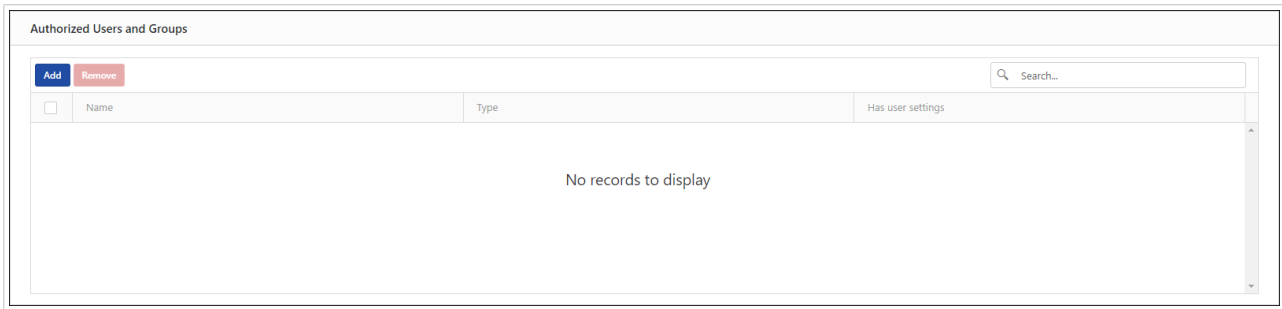 Authorized Users and Groups
Add Remove Search...
Name Type Has user settings
No records to display